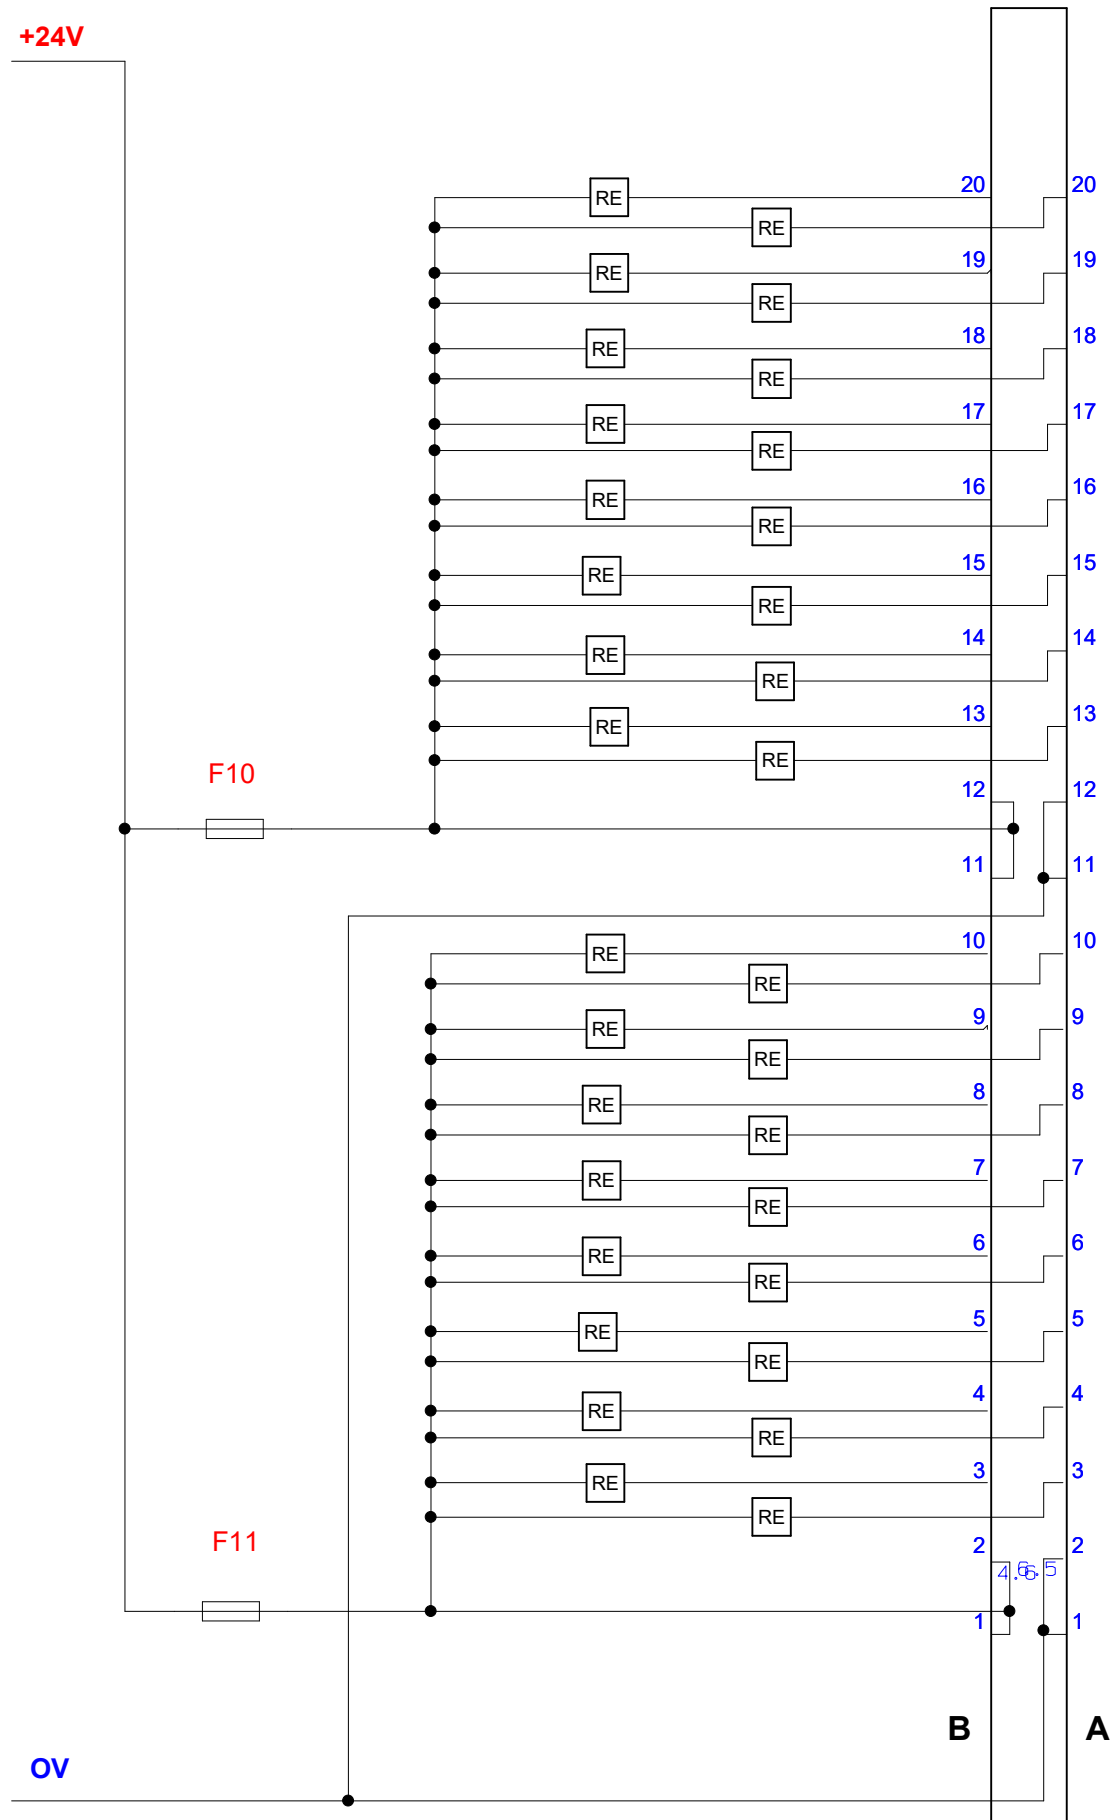 +24V
RE 20 20
RE
RE 19 19
RE
RE 18 18
RE
RE 17 17
RE
RE 16 16
RE
RE 15 15
RE
RE 14 14
RE
RE 13 13
RE
F10
12 12
11 11
RE 10 10
RE
RE 9 9
RE
RE 8 8
RE
RE 7 7
RE
RE 6 6
RE
RE 5 5
RE
RE 4 4
RE
RE 3 3
RE
F11
2 2
1 1
B A
OV